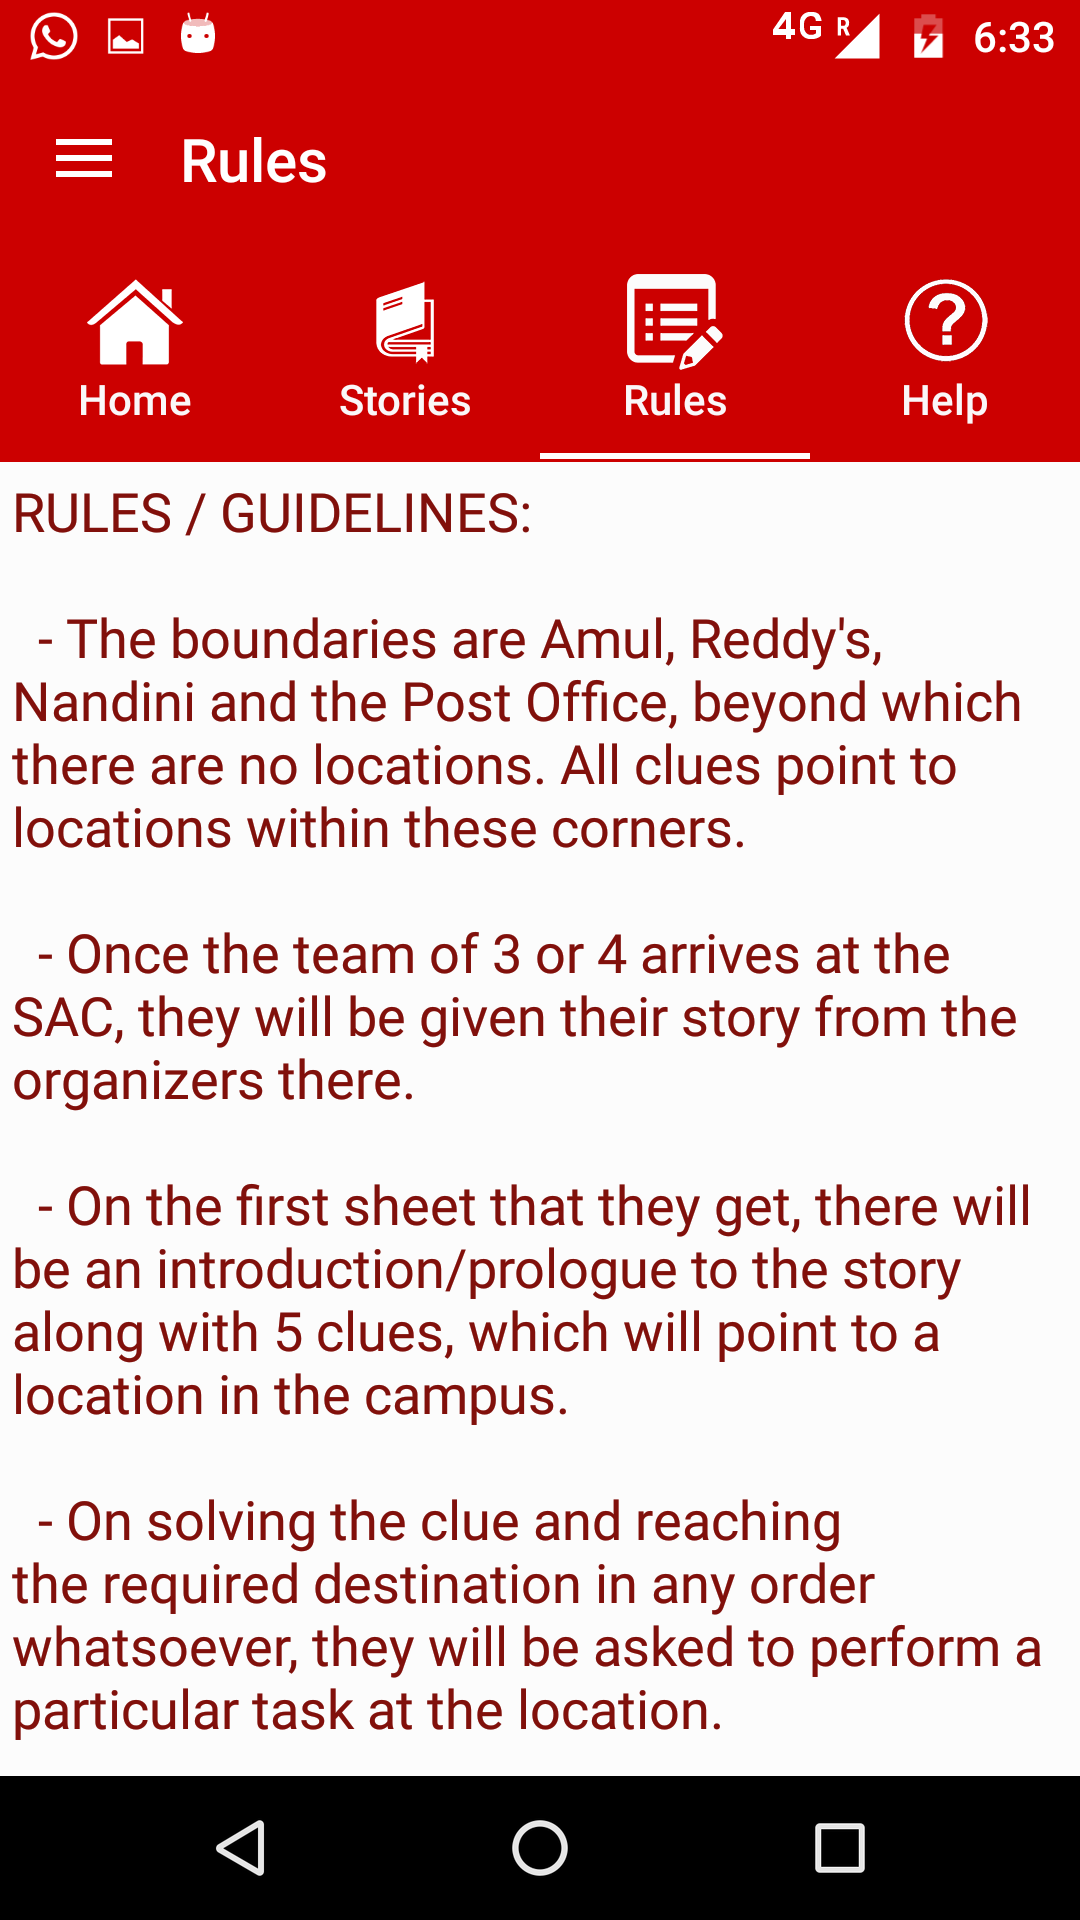 4G R 6:33
Rules
Home Stories Rules Help
RULES / GUIDELINES:
- The boundaries are Amul, Reddy's,
Nandini and the Post Office, beyond which
there are no locations. All clues point to
locations within these corners.
- Once the team of 3 or 4 arrives at the
SAC, they will be given their story from the
organizers there.
- On the first sheet that they get, there will
be an introduction/prologue to the story
along with 5 clues, which will point to a
location in the campus.
- On solving the clue and reaching
the required destination in any order
whatsoever, they will be asked to perform a
particular task at the location.